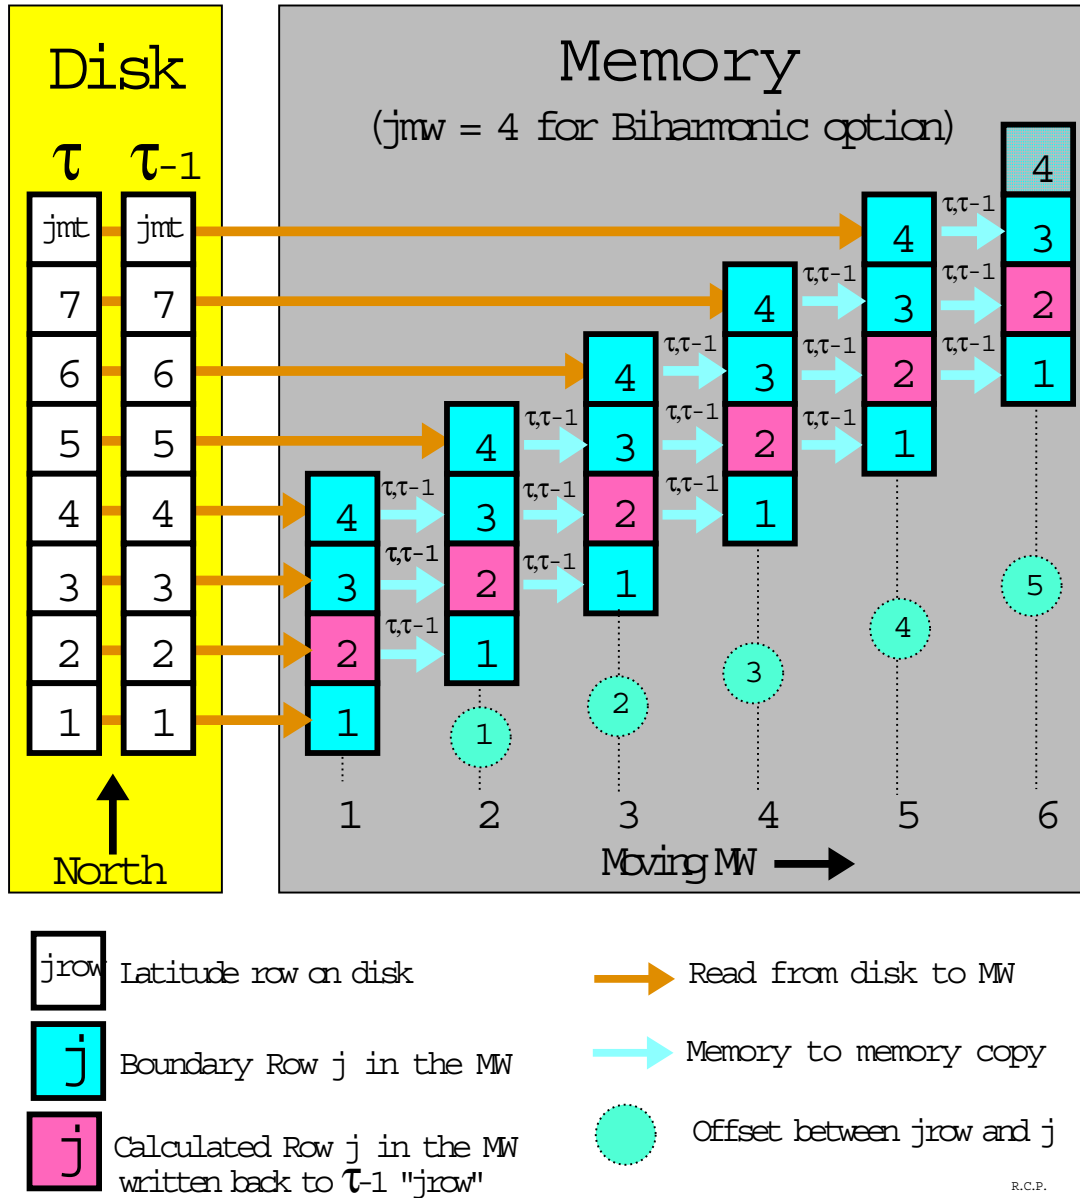 Disk
Memory
(jmw = 4 for Biharmonic option)
τ τ-1
4
jmt jmt 4 τ,τ-1 3
7 7 4 τ,τ-1 3 τ,τ-1 2
6 6 4 τ,τ-1 3 τ,τ-1 2 τ,τ-1 1
5 5 4 τ,τ-1 3 τ,τ-1 2 τ,τ-1 1
4 4 4 τ,τ-1 3 τ,τ-1 2 τ,τ-1 1
3 3 3 τ,τ-1 2 τ,τ-1 1 5
2 2 2 τ,τ-1 1 3 4
1 1 1 1 2
1 2 3 4 5 6
North
Moving MW
jrow Latitude row on disk
Read from disk to MW
j Boundary Row j in the MW
Memory to memory copy
j Calculated Row j in the MW
written back to τ-1 "jrow"
Offset between jrow and j
R.C.P.